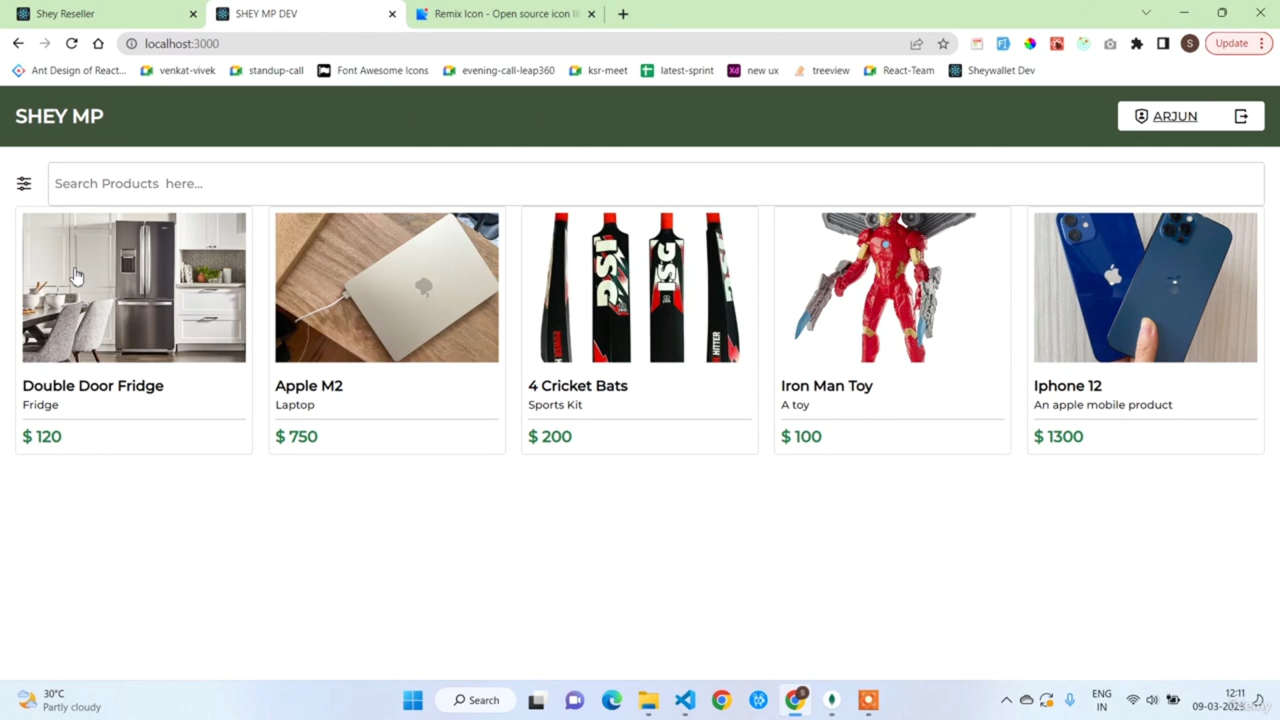 Shey Reseller
SHEY MP DEV
Remix Icon - Open source icon li
localhost:3000
S
Update
Ant Design of React...
venkat-vivek
standup-call
Font Awesome Icons
evening-call-leap360
ksr-meet
latest-sprint
Xd
new ux
treeview
React-Team
Sheywallet Dev
SHEY MP
ARJUN
Search Products here...
DSI
SG
HITTER
Double Door Fridge
Fridge
$ 120
Apple M2
Laptop
$ 750
4 Cricket Bats
Sports Kit
$ 200
Iron Man Toy
A toy
$ 100
Iphone 12
An apple mobile product
$ 1300
30°C
Partly cloudy
Search
ENG
IN
12:11